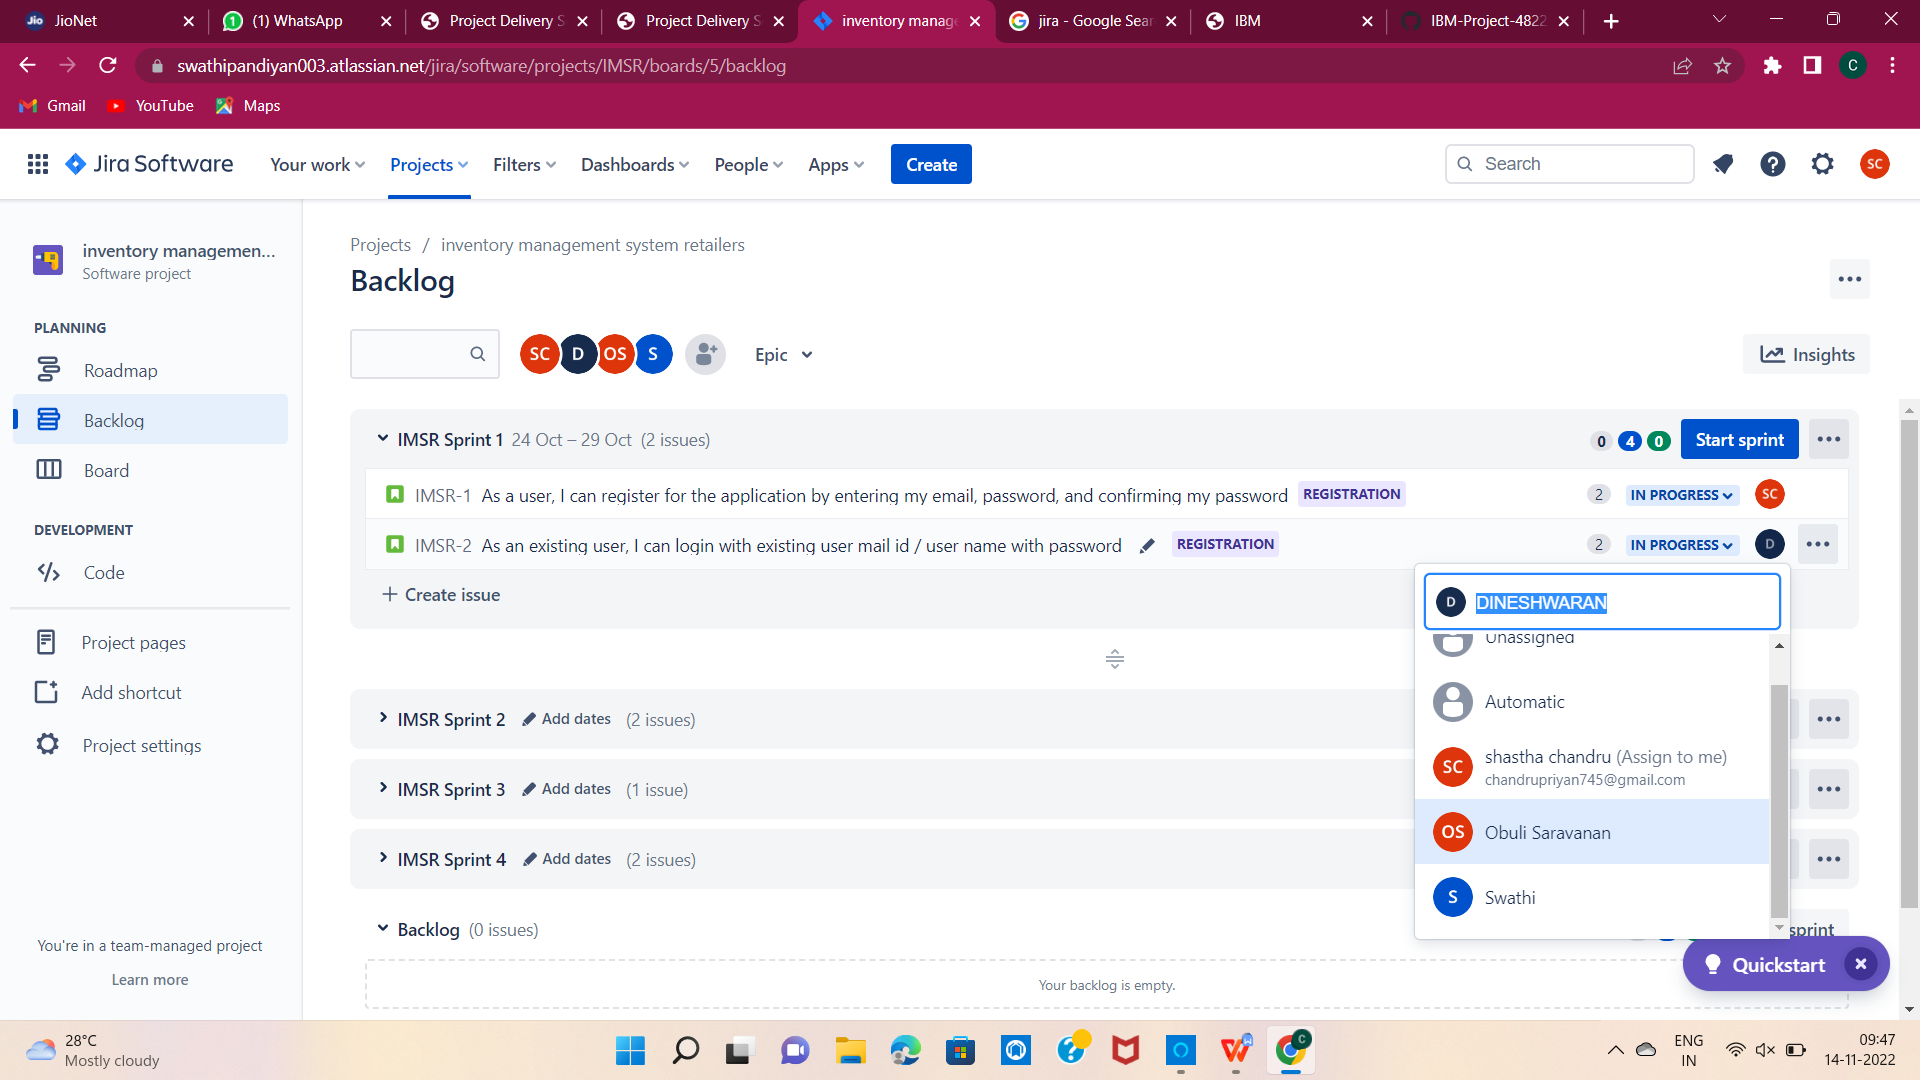 JioNet
(1) WhatsApp
Project Delivery S
Project Delivery S
inventory manage
jira - Google Sear
IBM
IBM-Project-4822
swathipandiyan003.atlassian.net/jira/software/projects/IMSR/boards/5/backlog
C
Gmail
YouTube
Maps
Jira Software
Your work
Projects
Filters
Dashboards
People
Apps
Create
Search
SC
inventory managemen...
Software project
PLANNING
Roadmap
Backlog
Board
DEVELOPMENT
Code
Project pages
Add shortcut
Project settings
You're in a team-managed project
Learn more
Projects / inventory management system retailers
Backlog
SC D OS S
Epic
Insights
IMSR Sprint 1 24 Oct – 29 Oct (2 issues)
0 4 0
Start sprint
IMSR-1 As a user, I can register for the application by entering my email, password, and confirming my password REGISTRATION 2 IN PROGRESS SC
IMSR-2 As an existing user, I can login with existing user mail id / user name with password REGISTRATION 2 IN PROGRESS D
+ Create issue
D DINESHWARAN
Unassigned
Automatic
SC shastha chandru (Assign to me)
chandrupriyan745@gmail.com
OS Obuli Saravanan
S Swathi
IMSR Sprint 2 Add dates (2 issues)
IMSR Sprint 3 Add dates (1 issue)
IMSR Sprint 4 Add dates (2 issues)
Backlog (0 issues)
sprint
Your backlog is empty.
Quickstart
28°C
Mostly cloudy
ENG
IN
09:47
14-11-2022